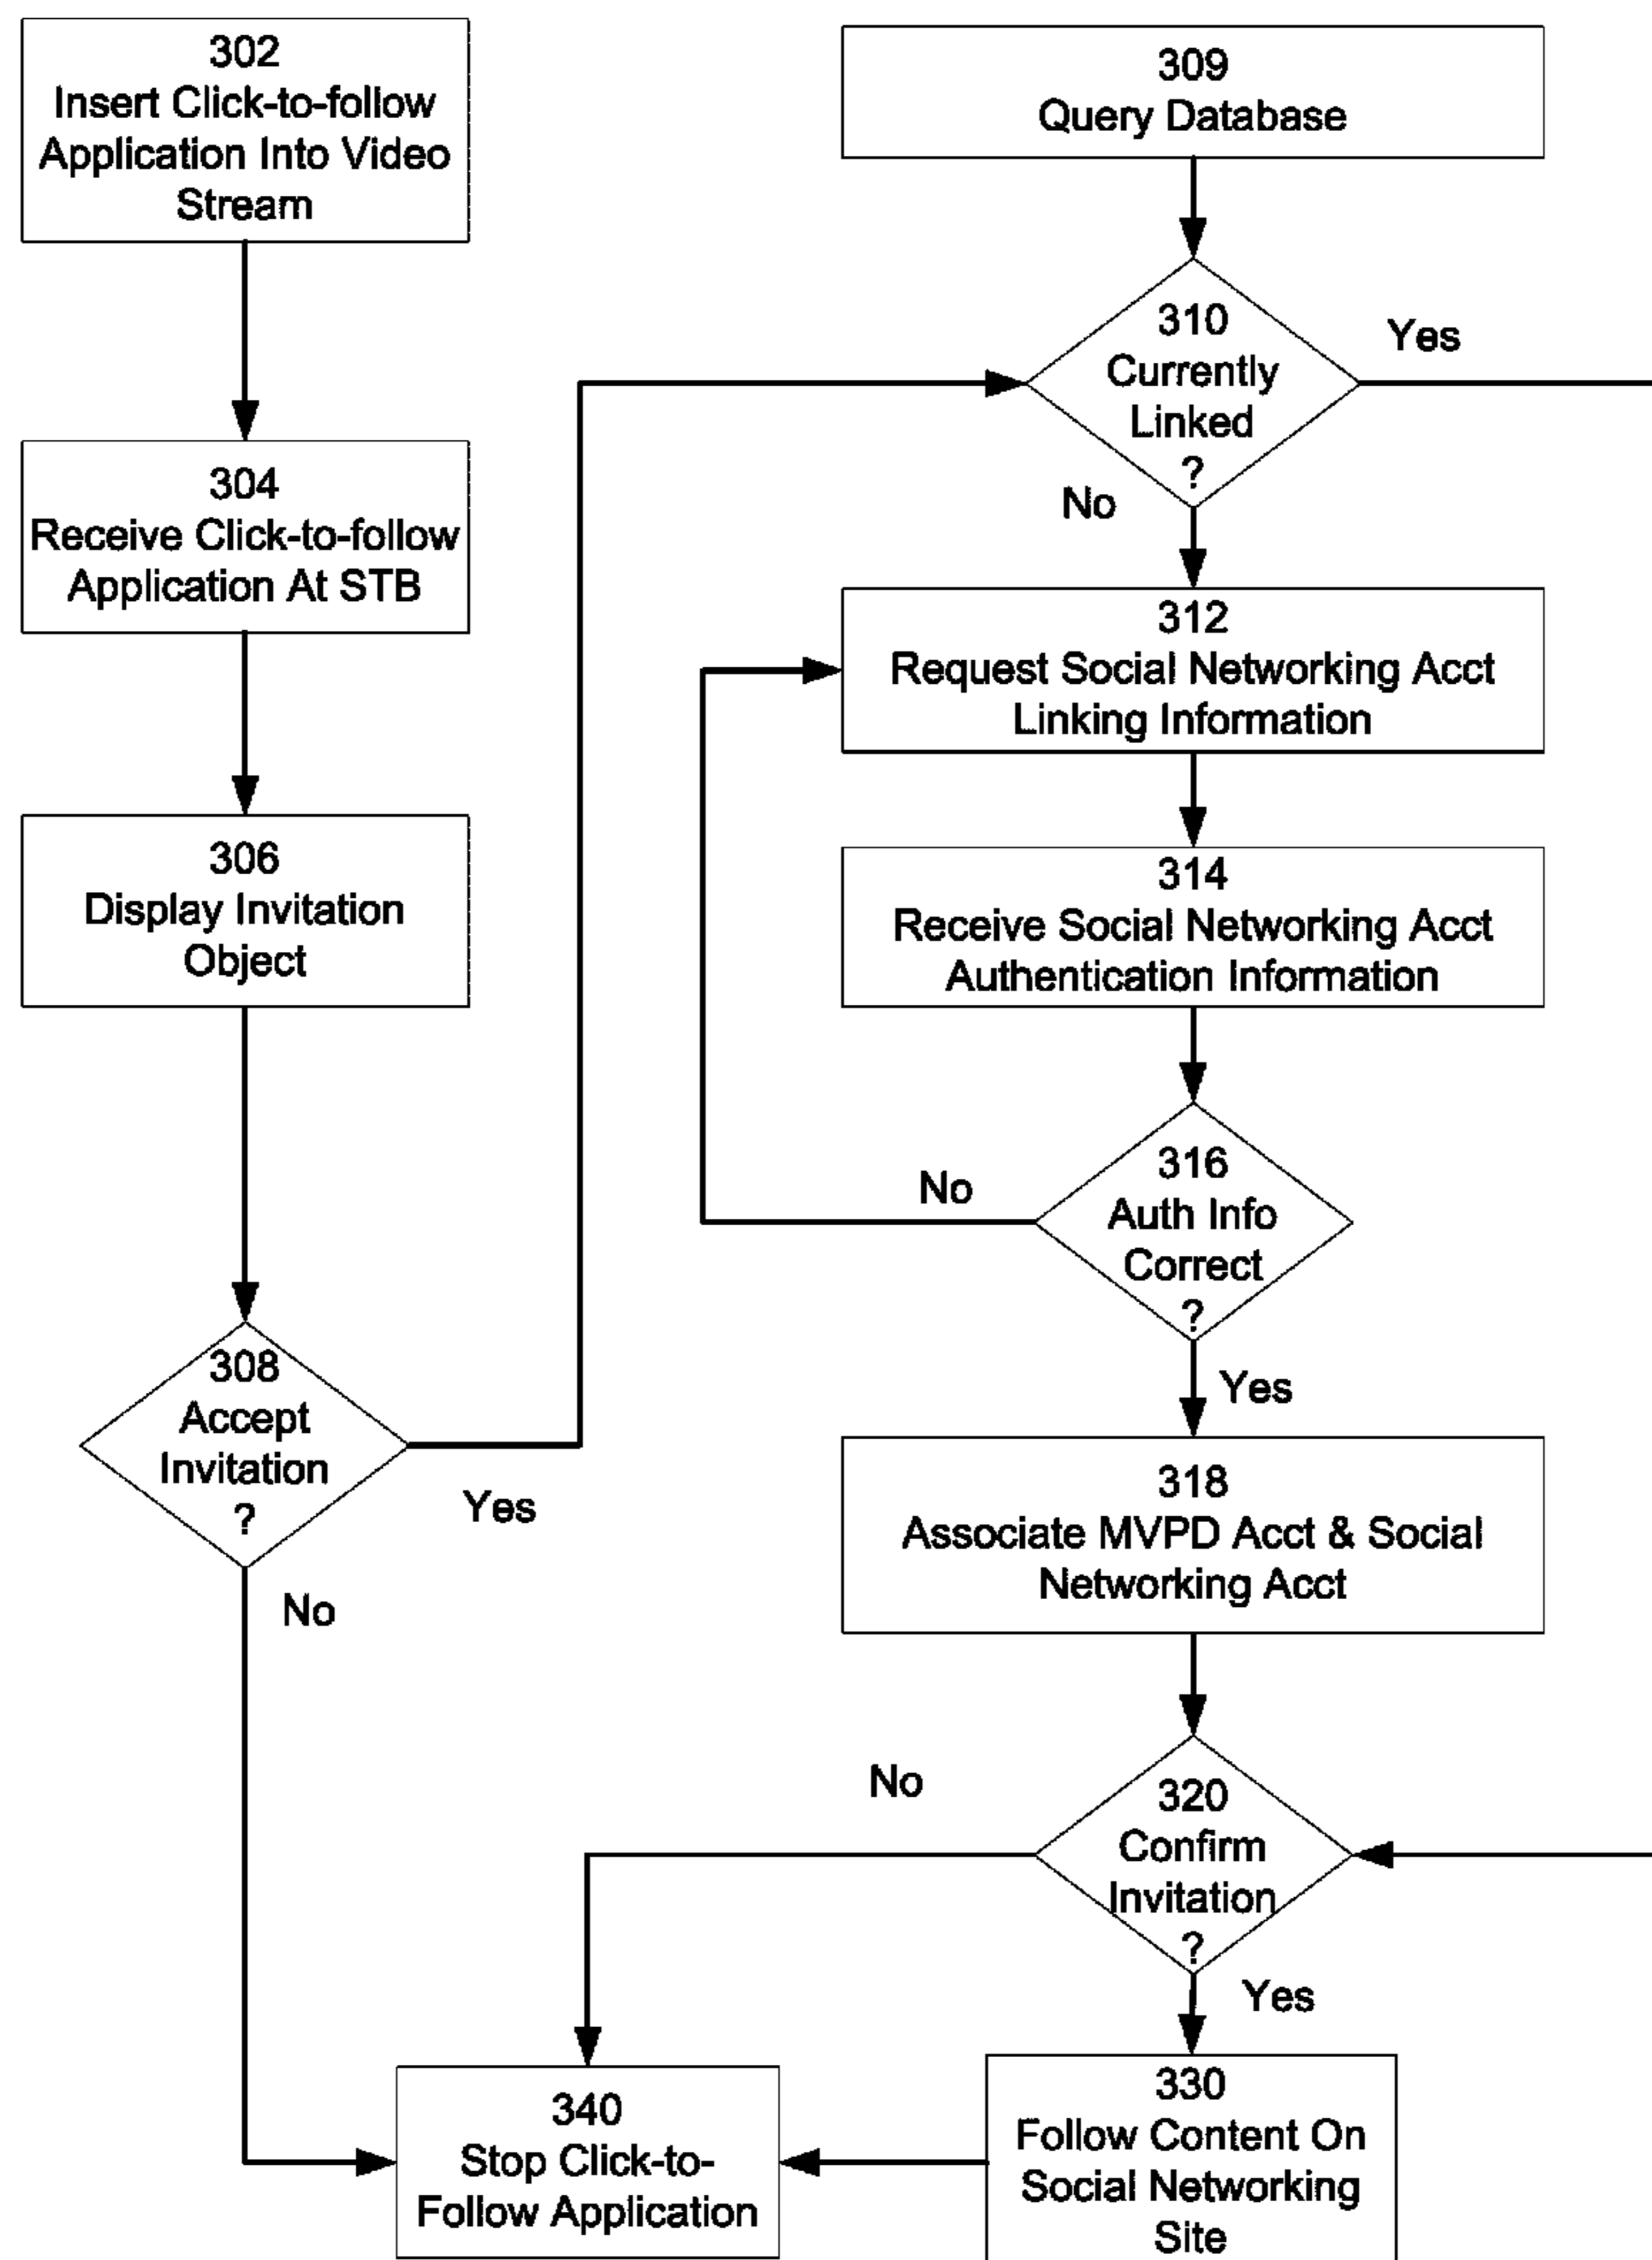 302
Insert Click-to-follow
Application Into Video
Stream
304
Receive Click-to-follow
Application At STB
306
Display Invitation
Object
308
Accept
Invitation
?
Yes
No
309
Query Database
310
Currently
Linked
?
Yes
No
312
Request Social Networking Acct
Linking Information
314
Receive Social Networking Acct
Authentication Information
316
Auth Info
Correct
?
No
Yes
318
Associate MVPD Acct & Social
Networking Acct
320
Confirm
Invitation
?
No
Yes
330
Follow Content On
Social Networking
Site
340
Stop Click-to-
Follow Application